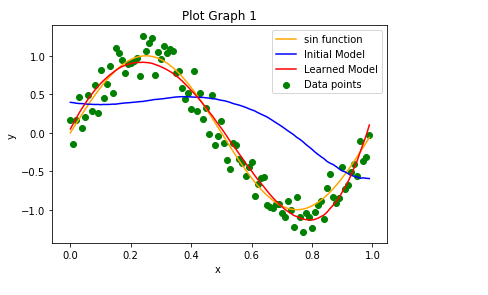 Plot Graph 1
sin function
Initial Model
Learned Model
Data points
y
1.0
0.5
0.0
−0.5
−1.0
0.0 0.2 0.4 0.6 0.8 1.0
x